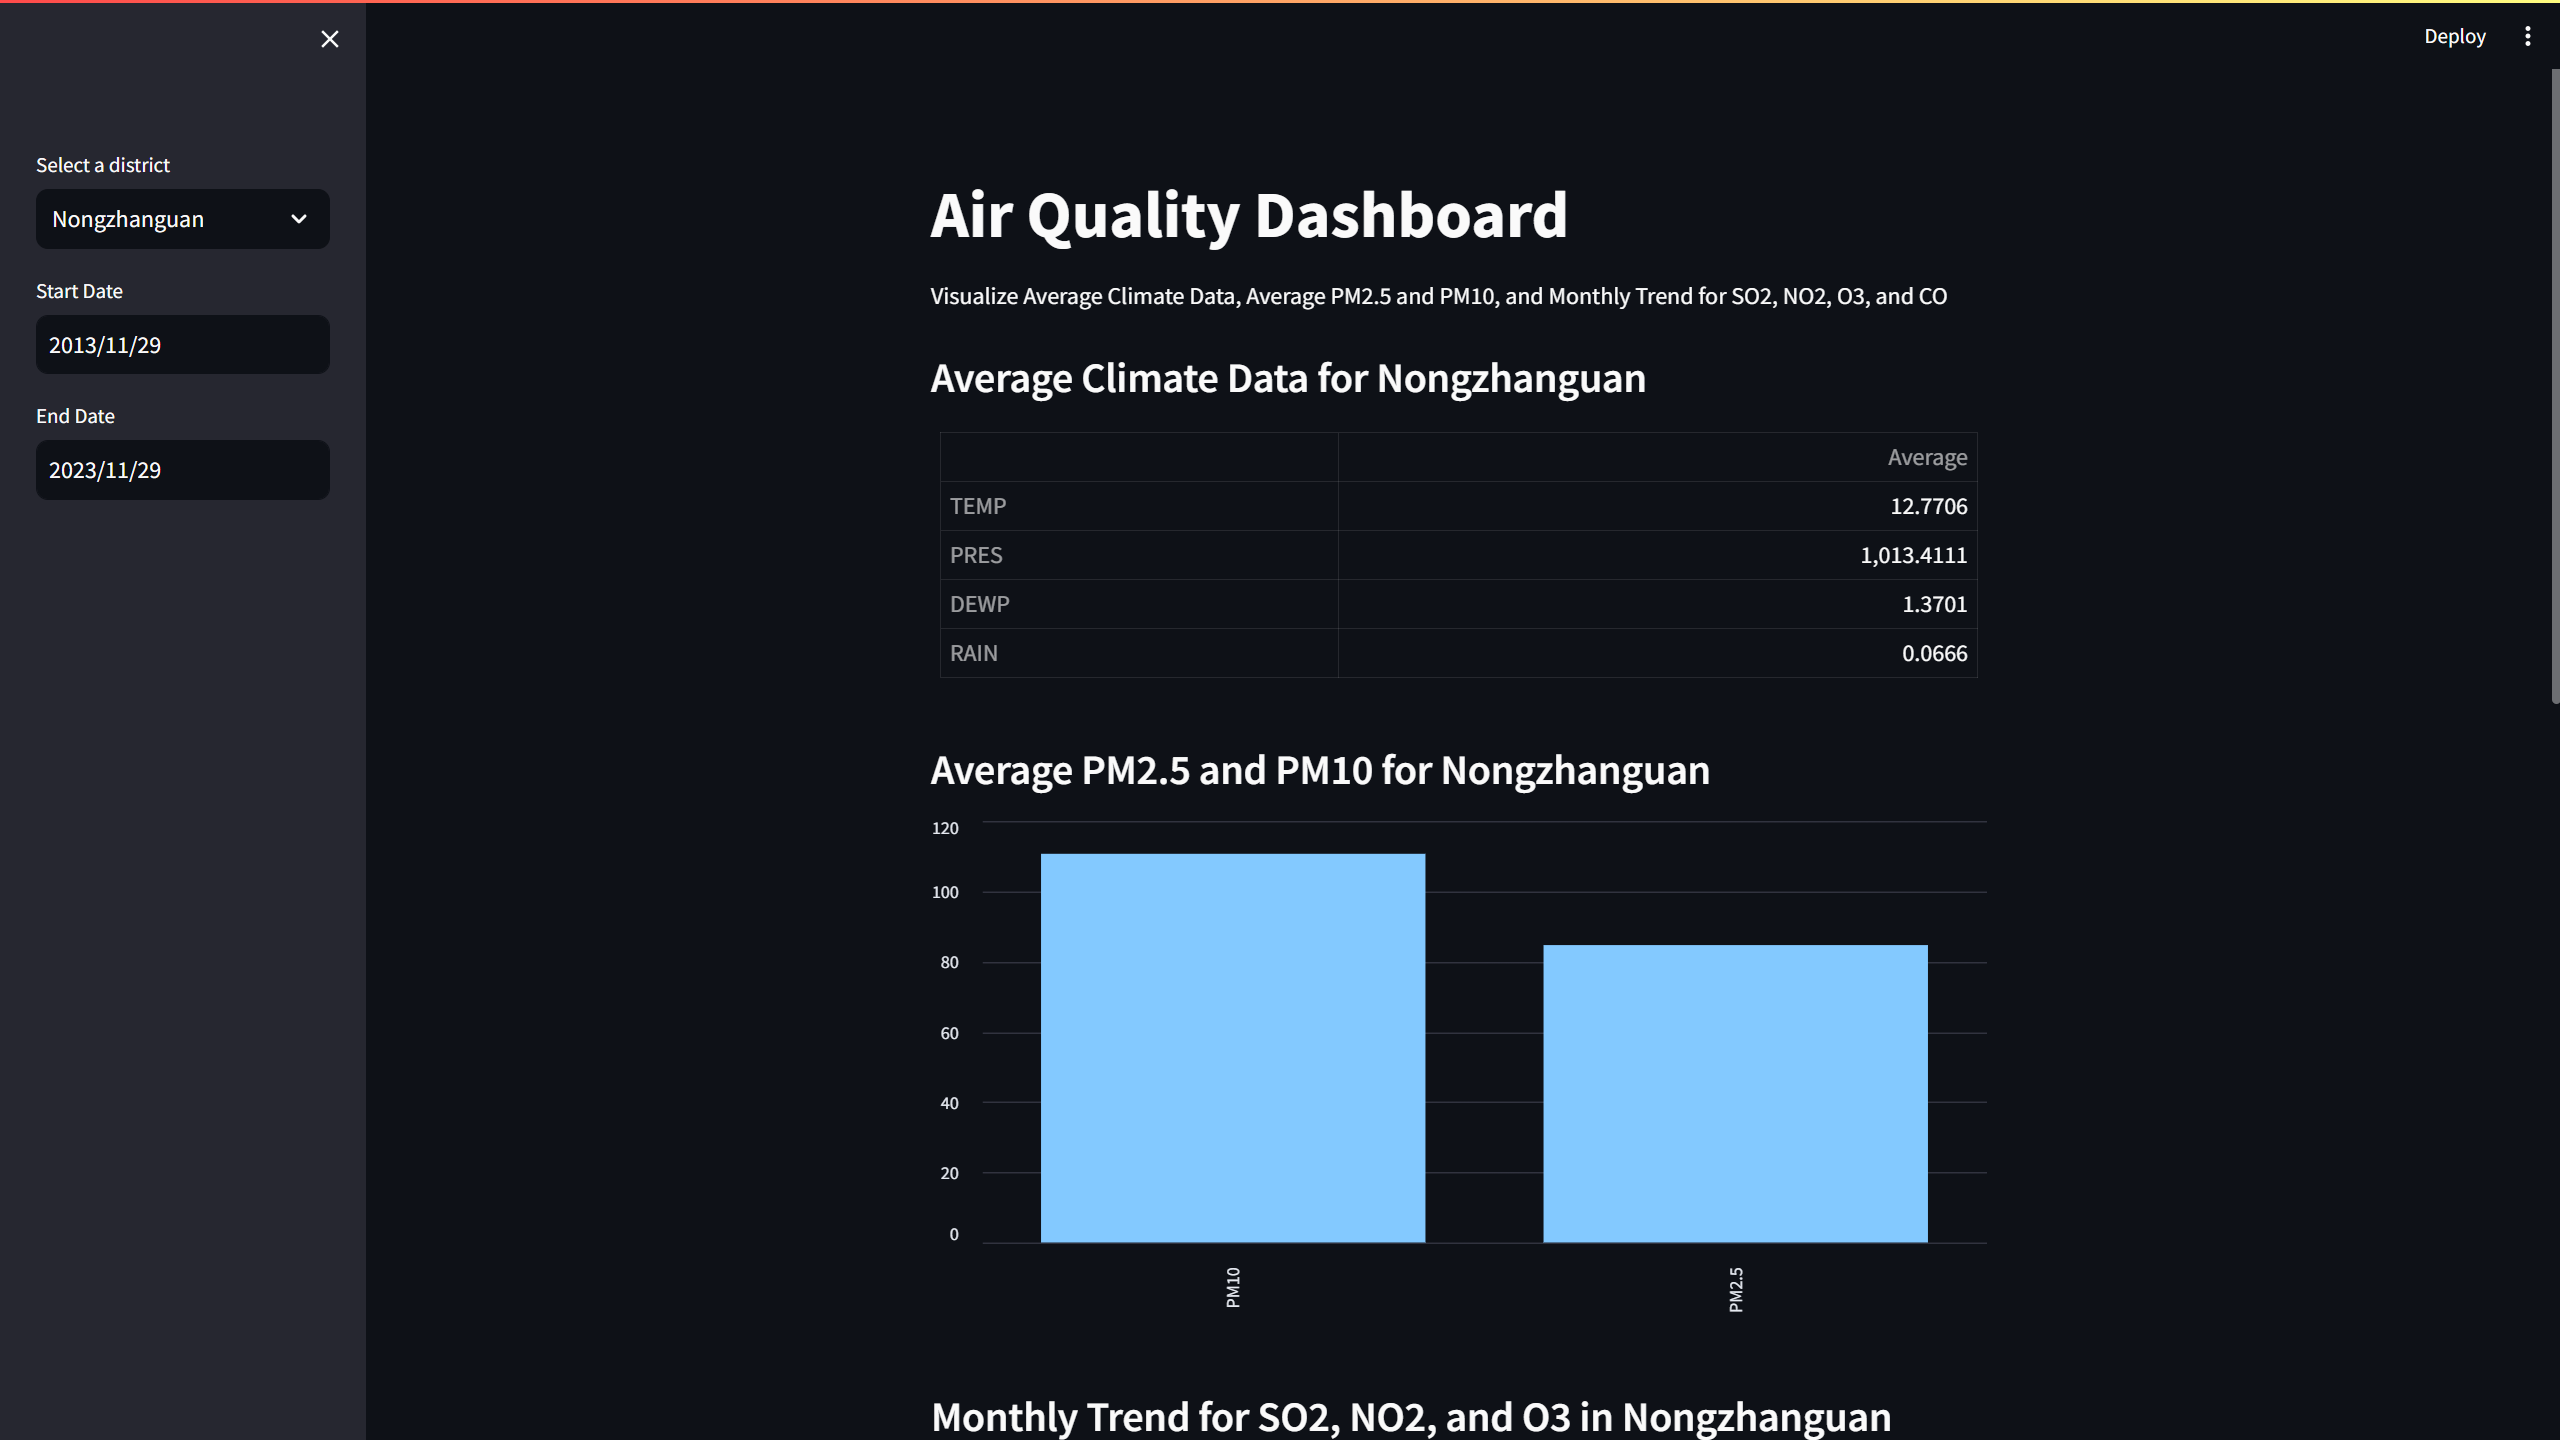 Deploy
Select a district
Nongzhanguan
Start Date
2013/11/29
End Date
2023/11/29
Air Quality Dashboard
Visualize Average Climate Data, Average PM2.5 and PM10, and Monthly Trend for SO2, NO2, O3, and CO
Average Climate Data for Nongzhanguan
Average
TEMP 12.7706
PRES 1,013.4111
DEWP 1.3701
RAIN 0.0666
Average PM2.5 and PM10 for Nongzhanguan
120
100
80
60
40
20
0
PM10 PM2.5
Monthly Trend for SO2, NO2, and O3 in Nongzhanguan